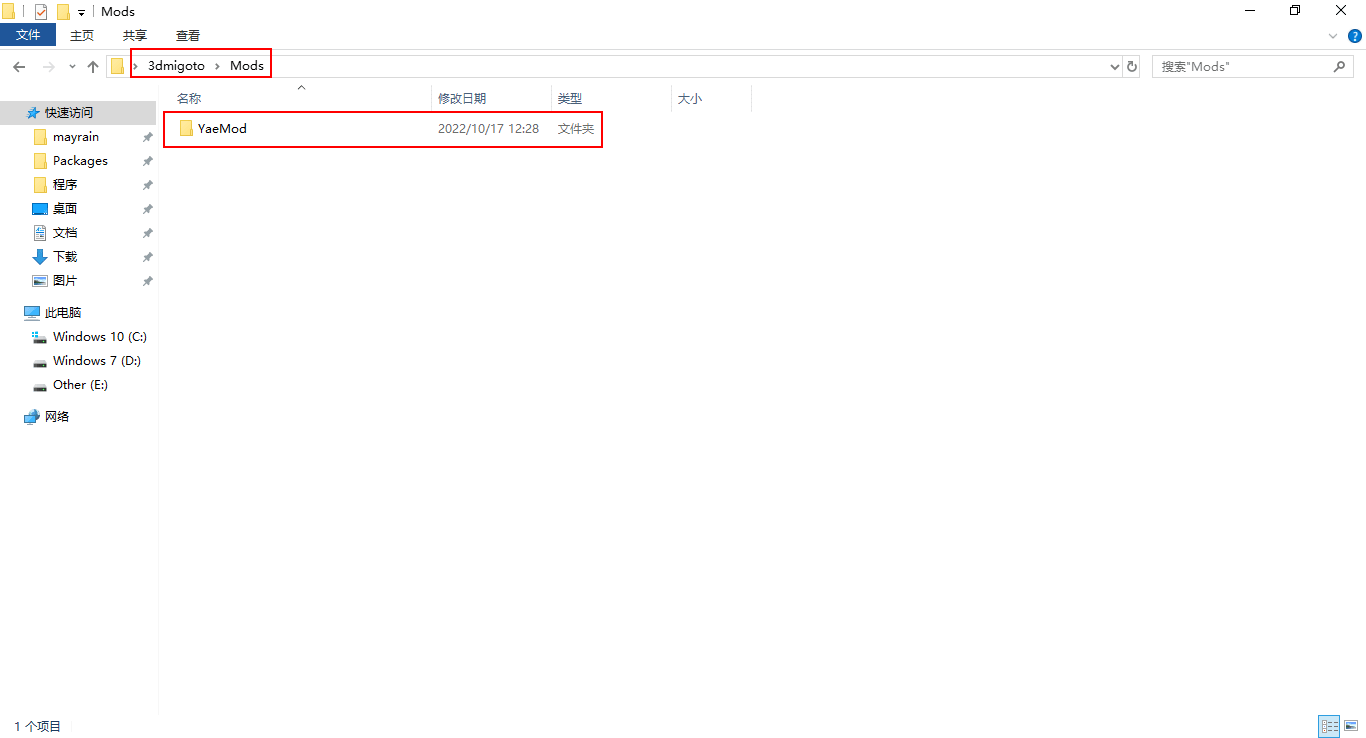 Mods
文件 主页 共享 查看
3dmigoto Mods
搜索"Mods"
名称 修改日期 类型 大小
YaeMod 2022/10/17 12:28 文件夹
快速访问
mayrain
Packages
程序
桌面
文档
下载
图片
此电脑
Windows 10 (C:)
Windows 7 (D:)
Other (E:)
网络
1 个项目